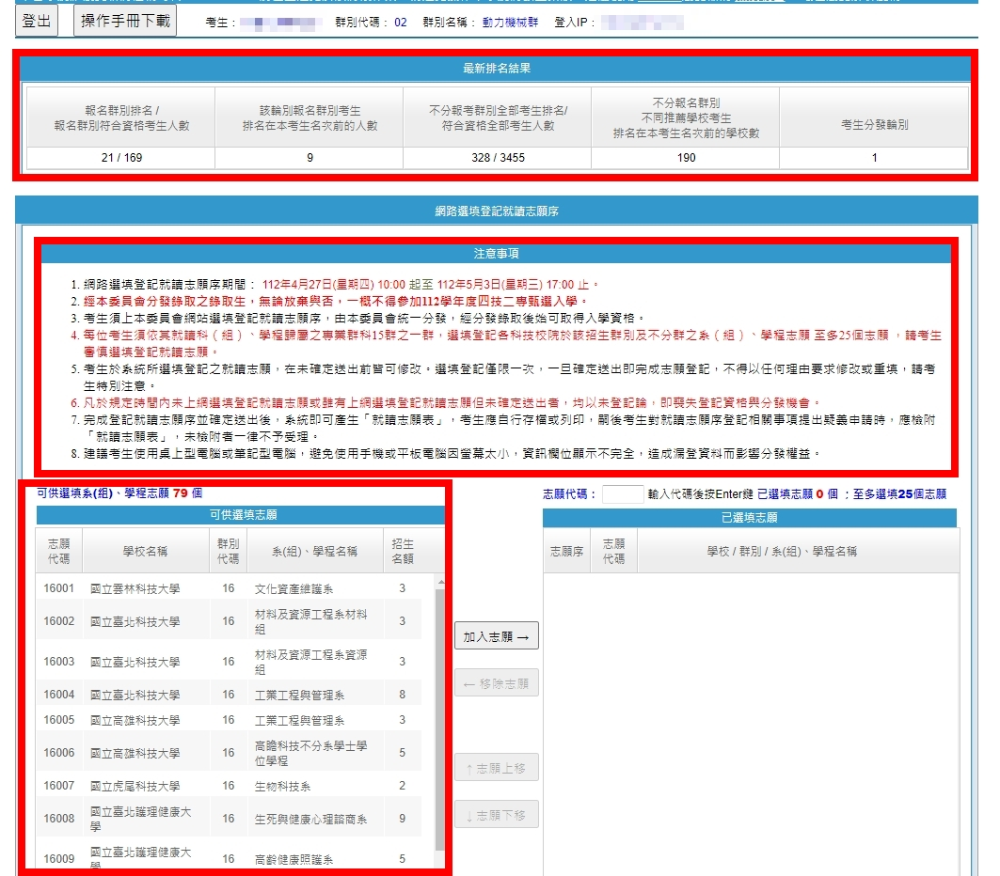 登出
操作手冊下載
考生：
群別代碼： 02
群別名稱： 動力機械群
登入IP：
最新排名結果
報名群別排名 /
報名群別符合資格考生人數
該輪別報名群別考生
排名在本考生名次前的人數
不分報考群別全部考生排名/
符合資格全部考生人數
不分報名群別
不同推薦學校考生
排名在本考生名次前的學校數
考生分發輪別
21 / 169
9
328 / 3455
190
1
網路選填登記就讀志願序
注意事項
1. 網路選填登記就讀志願序期間： 112年4月27日(星期四) 10:00 起至 112年5月3日(星期三) 17:00 止。
2. 經本委員會分發錄取之錄取生，無論放棄與否，一概不得參加112學年度四技二專甄選入學。
3. 考生須上本委員會網站選填登記就讀志願序，由本委員會統一分發，經分發錄取後始可取得入學資格。
4. 每位考生須依其就讀科（組）、學程歸屬之專業群科15群之一群，選填登記各科技校院於該招生群別及不分群之系（組）、學程志願 至多25個志願 ，請考生
審慎選填登記就讀志願。
5. 考生於系統所選填登記之就讀志願，在未確定送出前皆可修改。選填登記僅限一次，一旦確定送出即完成志願登記，不得以任何理由要求修改或重填，請考
生特別注意。
6. 凡於規定時間內未上網選填登記就讀志願或雖有上網選填登記就讀志願但未確定送出者，均以未登記論，即喪失登記資格與分發機會。
7. 完成登記就讀志願序並確定送出後，系統即可產生「就讀志願表」，考生應自行存檔或列印，嗣後考生對就讀志願序登記相關事項提出疑義申請時，應檢附
「就讀志願表」，未檢附者一律不予受理。
8. 建議考生使用桌上型電腦或筆記型電腦，避免使用手機或平板電腦因螢幕太小，資訊欄位顯示不完全，造成漏登資料而影響分發權益。
可供選填系(組)、學程志願 79 個
可供選填志願
志願
代碼
學校名稱
群別
代碼
系(組)、學程名稱
招生
名額
16001 國立雲林科技大學 16 文化資產維護系 3
16002 國立臺北科技大學 16 材料及資源工程系材料
組 3
16003 國立臺北科技大學 16 材料及資源工程系資源
組 3
16004 國立臺北科技大學 16 工業工程與管理系 8
16005 國立高雄科技大學 16 工業工程與管理系 3
16006 國立高雄科技大學 16 高瞻科技不分系學士學
位學程 5
16007 國立虎尾科技大學 16 生物科技系 2
16008 國立臺北護理健康大
學 16 生死與健康心理諮商系 9
16009 國立臺北護理健康大
學 16 高齡健康照護系 5
加入志願 →
← 移除志願
↑ 志願上移
↓ 志願下移
志願代碼：
輸入代碼後按Enter鍵 已選填志願 0 個 ；至多選填25個志願
已選填志願
志願序
志願
代碼
學校 / 群別 / 系(組)、學程名稱